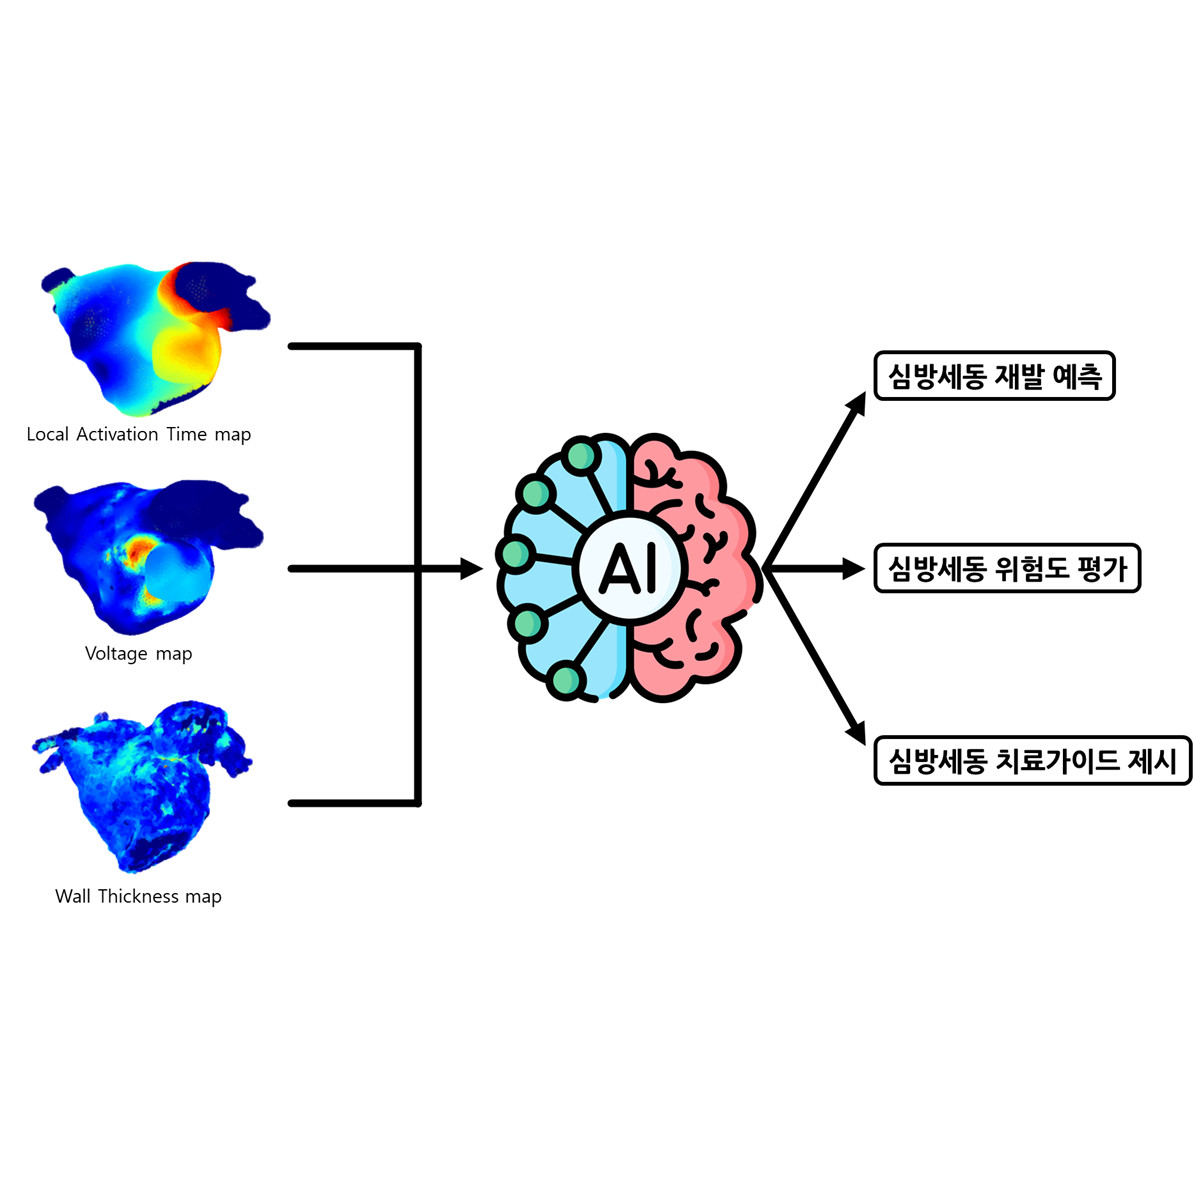 Local Activation Time map
Voltage map
Wall Thickness map
AI
심방세동 재발 예측
심방세동 위험도 평가
심방세동 치료가이드 제시